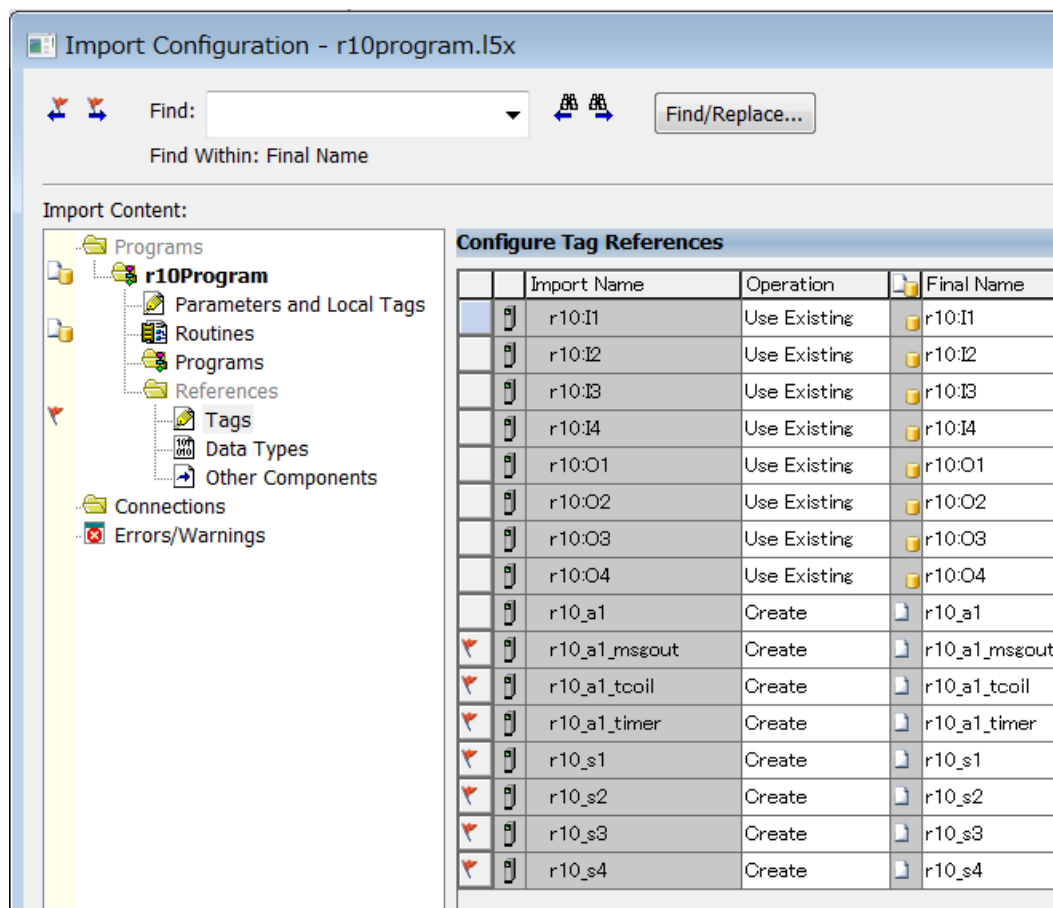 Import Configuration - r10program.l5x
Find:
Find/Replace...
Find Within: Final Name
Import Content:
Programs
r10Program
Parameters and Local Tags
Routines
Programs
References
Tags
Data Types
Other Components
Connections
Errors/Warnings
Configure Tag References
Import Name Operation Final Name
r10:I1 Use Existing r10:I1
r10:I2 Use Existing r10:I2
r10:I3 Use Existing r10:I3
r10:I4 Use Existing r10:I4
r10:O1 Use Existing r10:O1
r10:O2 Use Existing r10:O2
r10:O3 Use Existing r10:O3
r10:O4 Use Existing r10:O4
r10_a1 Create r10_a1
r10_a1_msgout Create r10_a1_msgout
r10_a1_tcoil Create r10_a1_tcoil
r10_a1_timer Create r10_a1_timer
r10_s1 Create r10_s1
r10_s2 Create r10_s2
r10_s3 Create r10_s3
r10_s4 Create r10_s4